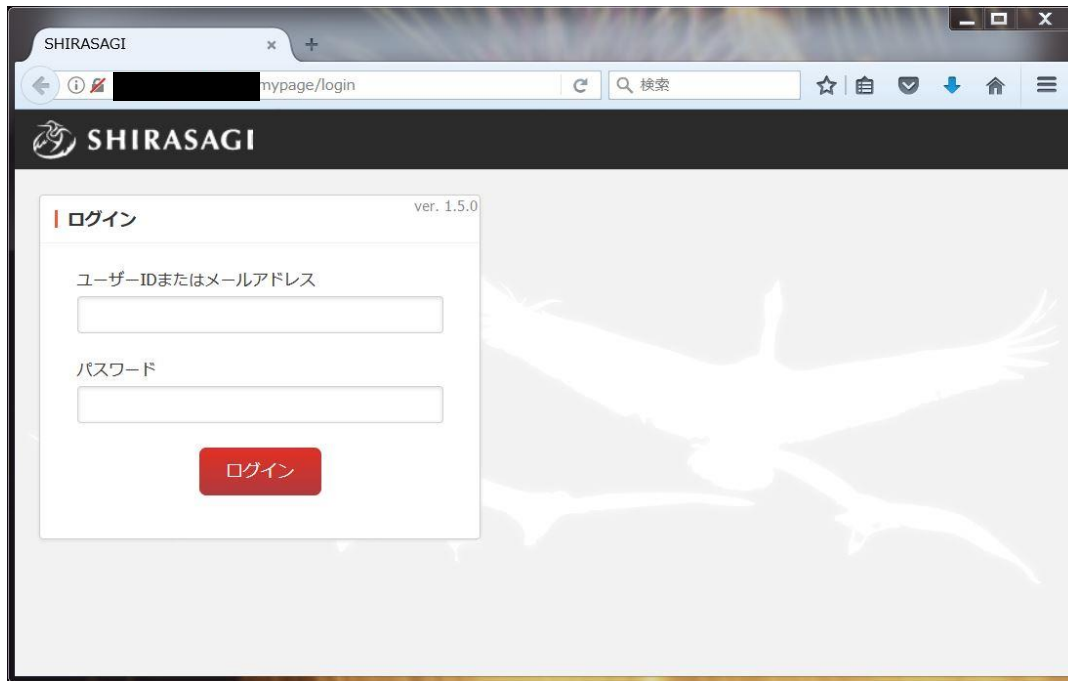 SHIRASAGI
mypage/login
検索
SHIRASAGI
ver. 1.5.0
ログイン
ユーザーIDまたはメールアドレス
パスワード
ログイン